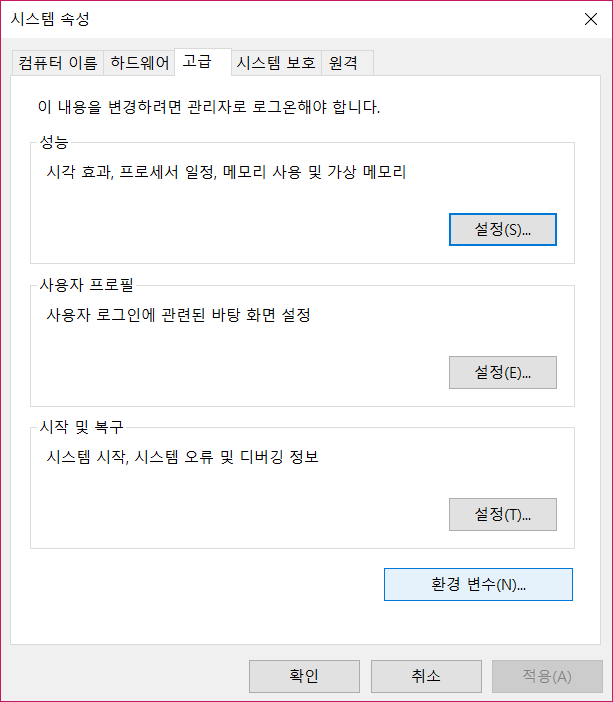 시스템 속성
컴퓨터 이름 하드웨어 고급 시스템 보호 원격
이 내용을 변경하려면 관리자로 로그온해야 합니다.
성능
시각 효과, 프로세서 일정, 메모리 사용 및 가상 메모리
설정(S)...
사용자 프로필
사용자 로그인에 관련된 바탕 화면 설정
설정(E)...
시작 및 복구
시스템 시작, 시스템 오류 및 디버깅 정보
설정(T)...
환경 변수(N)...
확인 취소 적용(A)